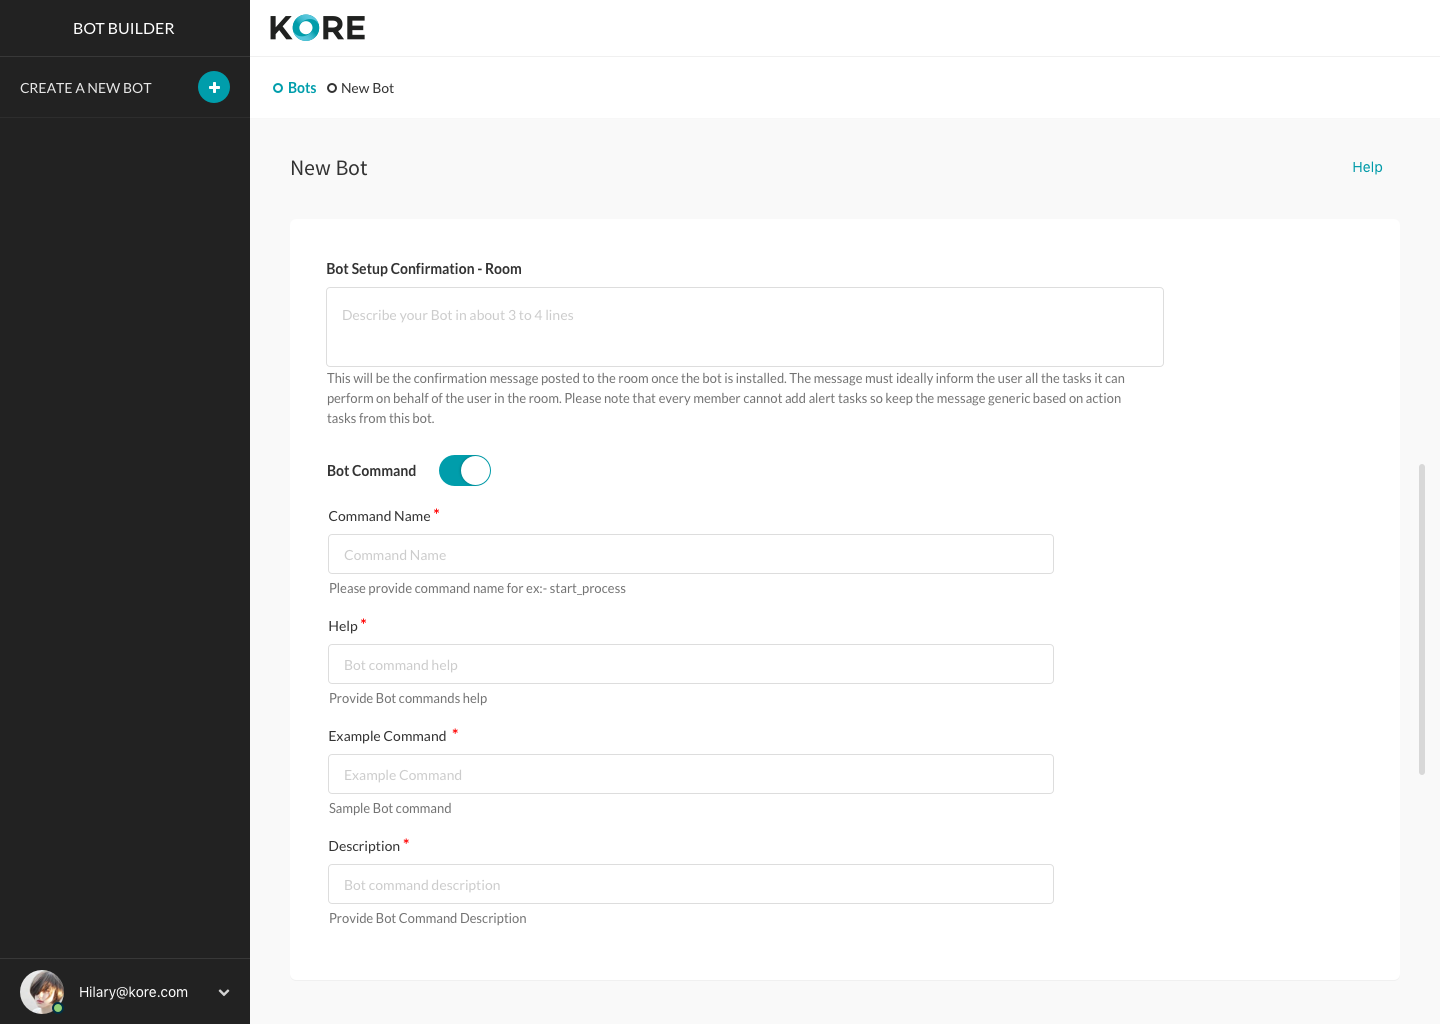 BOT BUILDER
KORE
CREATE A NEW BOT
Bots New Bot
New Bot
Help
Bot Setup Confirmation - Room
Describe your Bot in about 3 to 4 lines
This will be the confirmation message posted to the room once the bot is installed. The message must ideally inform the user all the tasks it can
perform on behalf of the user in the room. Please note that every member cannot add alert tasks so keep the message generic based on action
tasks from this bot.
Bot Command
Command Name *
Command Name
Please provide command name for ex:- start_process
Help *
Bot command help
Provide Bot commands help
Example Command *
Example Command
Sample Bot command
Description *
Bot command description
Provide Bot Command Description
Hilary@kore.com